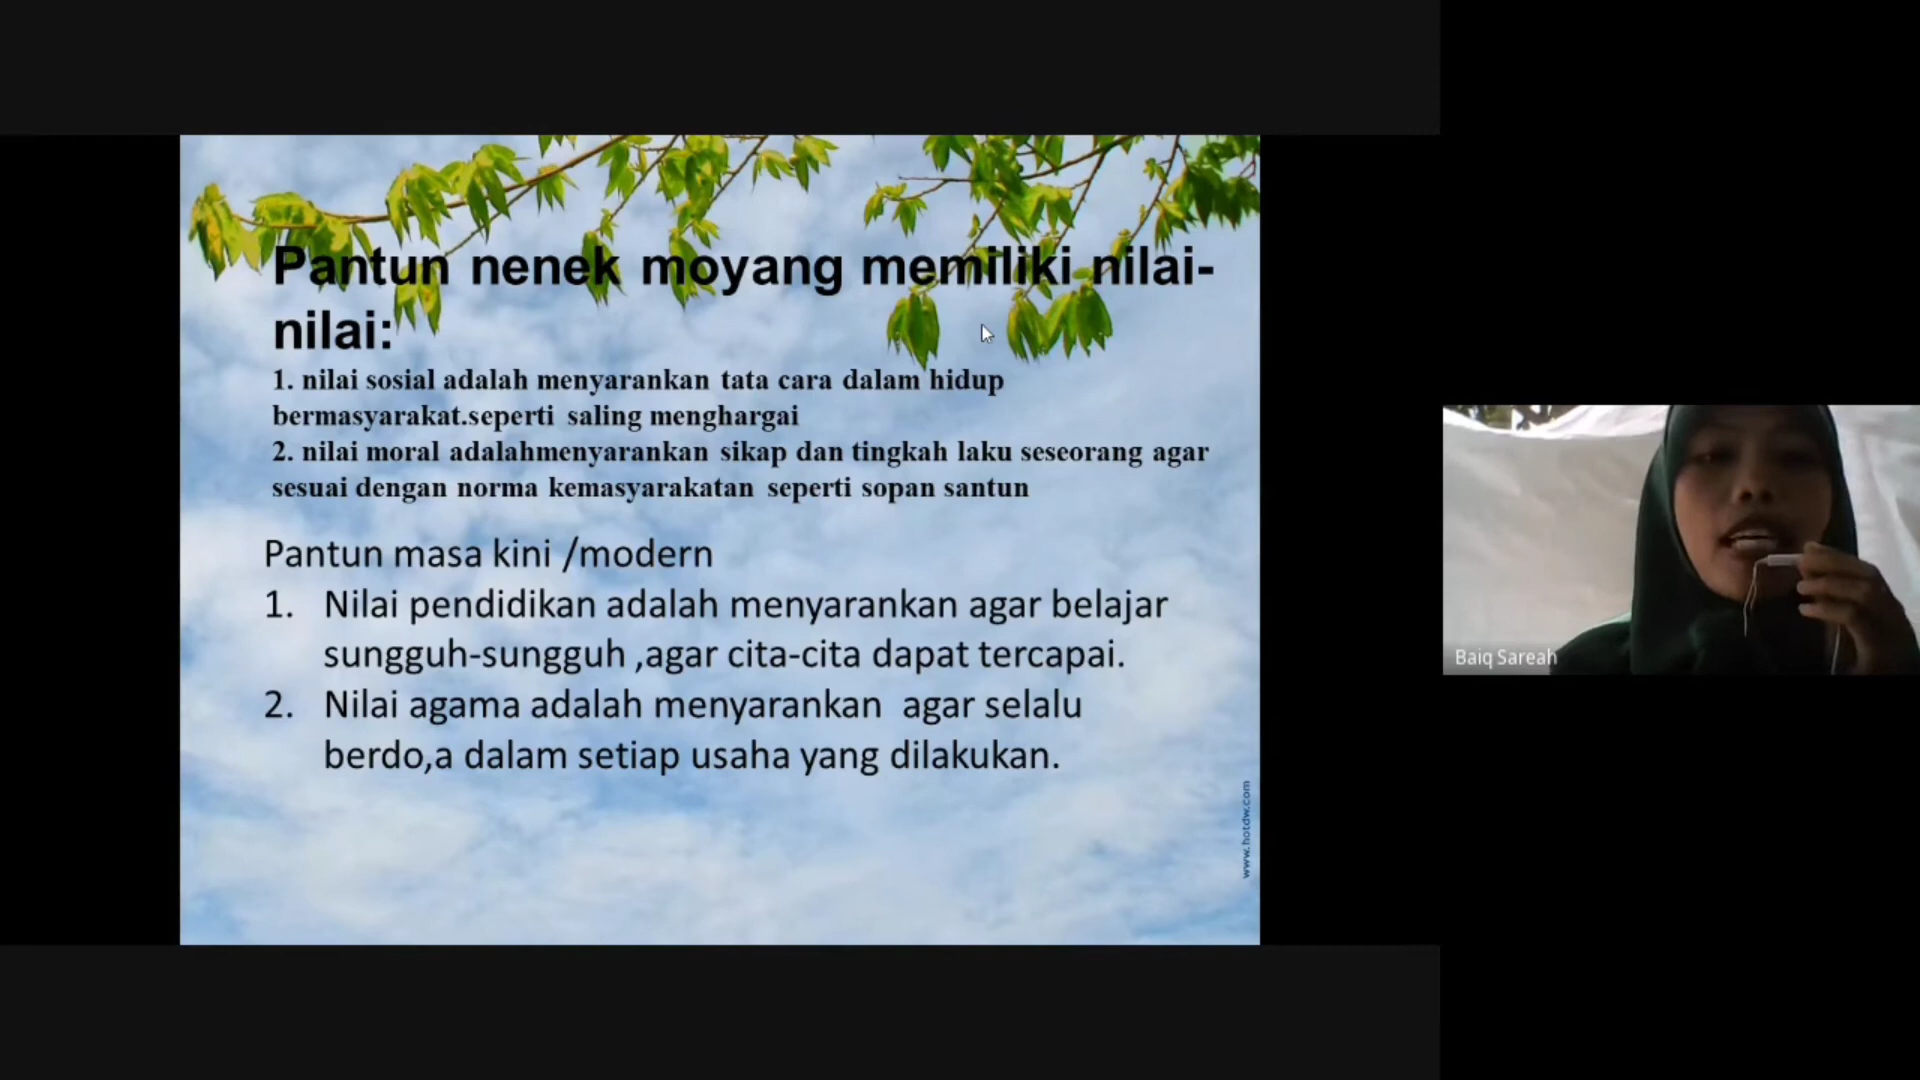 Pantun nenek moyang memiliki nilai-
nilai:
1. nilai sosial adalah menyarankan tata cara dalam hidup
bermasyarakat.seperti saling menghargai
2. nilai moral adalahmenyarankan sikap dan tingkah laku seseorang agar
sesuai dengan norma kemasyarakatan seperti sopan santun
Pantun masa kini /modern
1. Nilai pendidikan adalah menyarankan agar belajar
sungguh-sungguh ,agar cita-cita dapat tercapai.
2. Nilai agama adalah menyarankan agar selalu
berdo,a dalam setiap usaha yang dilakukan.
www.hotdw.com
Baiq Sareah